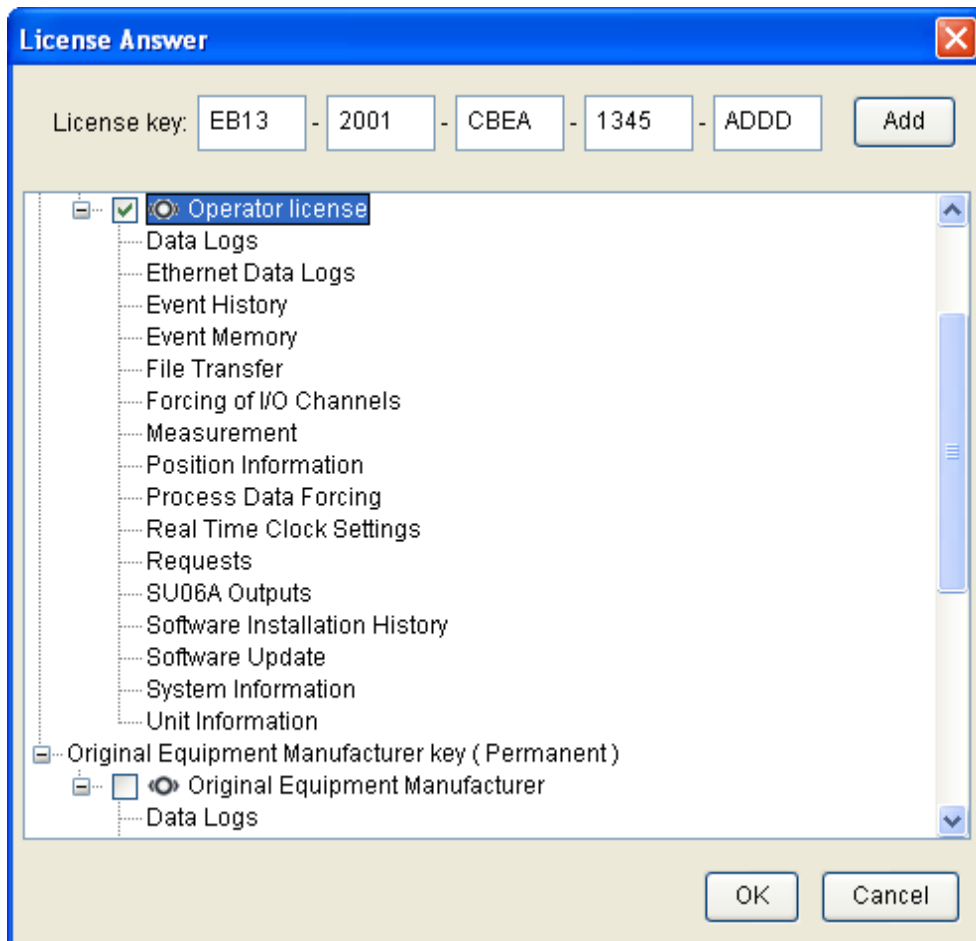 License Answer
License key: EB13 - 2001 - CBEA - 1345 - ADDD Add
Operator license
Data Logs
Ethernet Data Logs
Event History
Event Memory
File Transfer
Forcing of I/O Channels
Measurement
Position Information
Process Data Forcing
Real Time Clock Settings
Requests
SU06A Outputs
Software Installation History
Software Update
System Information
Unit Information
Original Equipment Manufacturer key ( Permanent )
Original Equipment Manufacturer
Data Logs
OK Cancel